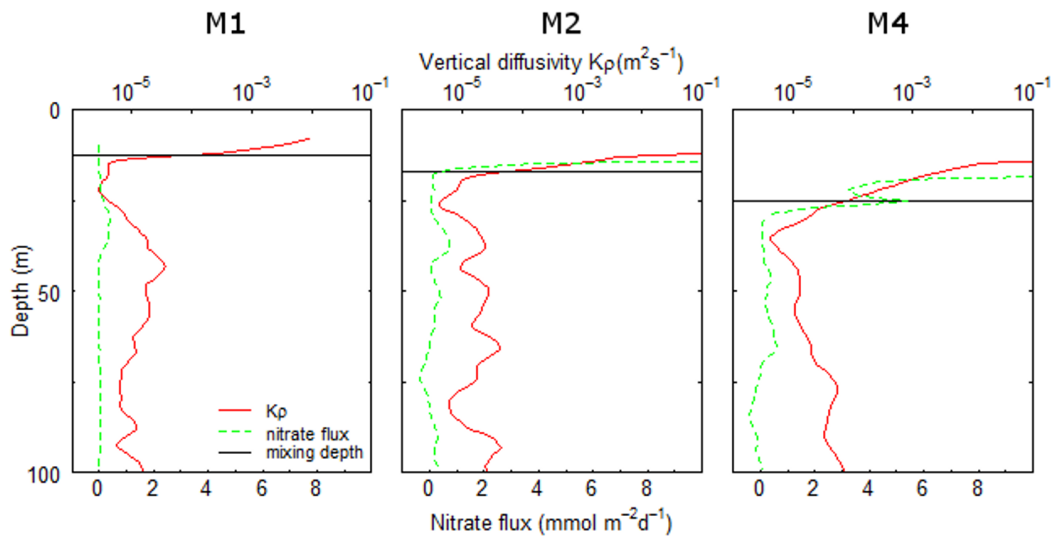 M1 M2 M4
Vertical diffusivity Kρ(m²s⁻¹)
10⁻⁵ 10⁻³ 10⁻¹ 10⁻⁵ 10⁻³ 10⁻¹ 10⁻⁵ 10⁻³ 10⁻¹
0
50
100
Depth (m)
Kρ
nitrate flux
mixing depth
0 2 4 6 8 0 2 4 6 8 0 2 4 6 8
Nitrate flux (mmol m⁻²d⁻¹)